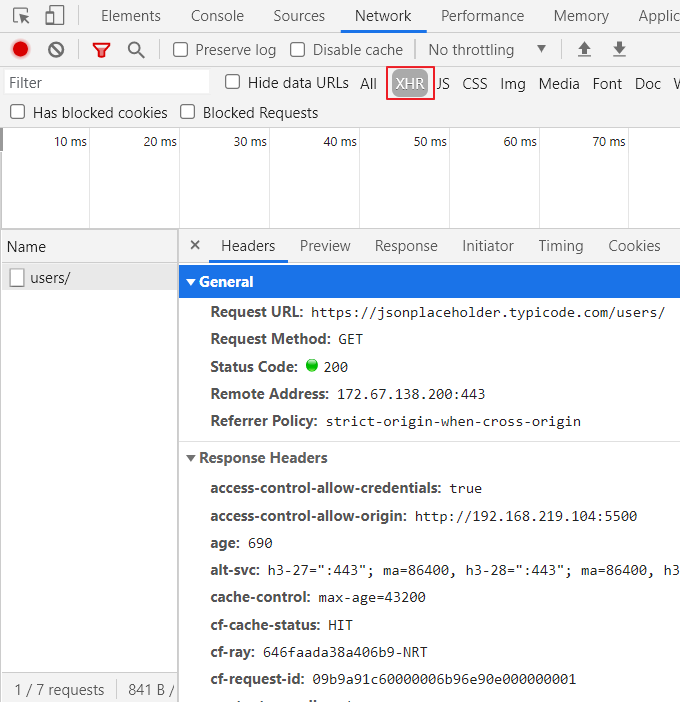 Elements Console Sources Network Performance Memory Applic
Preserve log Disable cache No throttling
Filter Hide data URLs All XHR JS CSS Img Media Font Doc W
Has blocked cookies Blocked Requests
10 ms 20 ms 30 ms 40 ms 50 ms 60 ms 70 ms
Name × Headers Preview Response Initiator Timing Cookies
users/
General
Request URL: https://jsonplaceholder.typicode.com/users/
Request Method: GET
Status Code: 200
Remote Address: 172.67.138.200:443
Referrer Policy: strict-origin-when-cross-origin
Response Headers
access-control-allow-credentials: true
access-control-allow-origin: http://192.168.219.104:5500
age: 690
alt-svc: h3-27=":443"; ma=86400, h3-28=":443"; ma=86400, h3
cache-control: max-age=43200
cf-cache-status: HIT
cf-ray: 646faada38a406b9-NRT
cf-request-id: 09b9a91c60000006b96e90e000000001
1 / 7 requests 841 B /